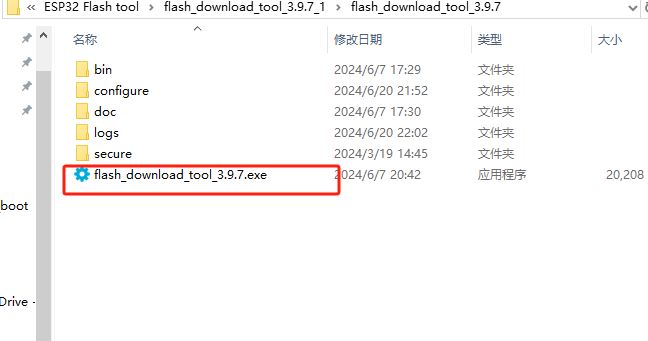 « ESP32 Flash tool > flash_download_tool_3.9.7_1 > flash_download_tool_3.9.7
名称 修改日期 类型 大小
bin 2024/6/7 17:29 文件夹
configure 2024/6/20 21:52 文件夹
doc 2024/6/7 17:30 文件夹
logs 2024/6/20 22:02 文件夹
secure 2024/3/19 14:45 文件夹
flash_download_tool_3.9.7.exe 2024/6/7 20:42 应用程序 20,208
_boot
Drive -